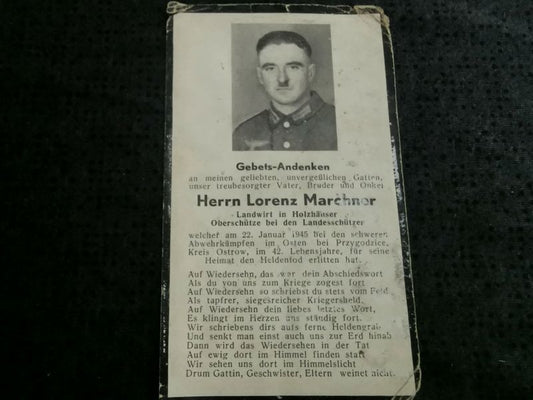 Gebets-Andenken
an meinen geliebten, unvergeßlichen Gatten,
unser treubesorgter Vater, Bruder und Onkel
Herrn Lorenz Marchner
Landwirt in Holzhäuser
Oberschütze bei den Landesschützer
welcher am 22. Januar 1945 bei den schweren
Abwehrkämpfen im Osten bei Przygodzice,
Kreis Ostrow, im 42. Lebensjahre, für seine
Heimat den Heldentod erlitten hat.
Auf Wiedersehn, das war dein Abschiedswort
Als du von uns zum Kriege zogest fort
Auf Wiedersehn so schriebst du stets vom Feld
Als tapfrer, siegesreicher Kriegersheld.
Auf Wiedersehn dein liebes letztes Wort,
Es klingt im Herzen uns ständig fort.
Wir schriebens dirs aufs ferne Heldengrab
Und senkt man einst auch uns zur Erd hinab
Dann wird das Wiedersehen in der Tat
Auf ewig dort im Himmel finden statt
Wir sehen uns dort im Himmelslicht
Drum Gattin, Geschwister, Eltern weinet nicht.